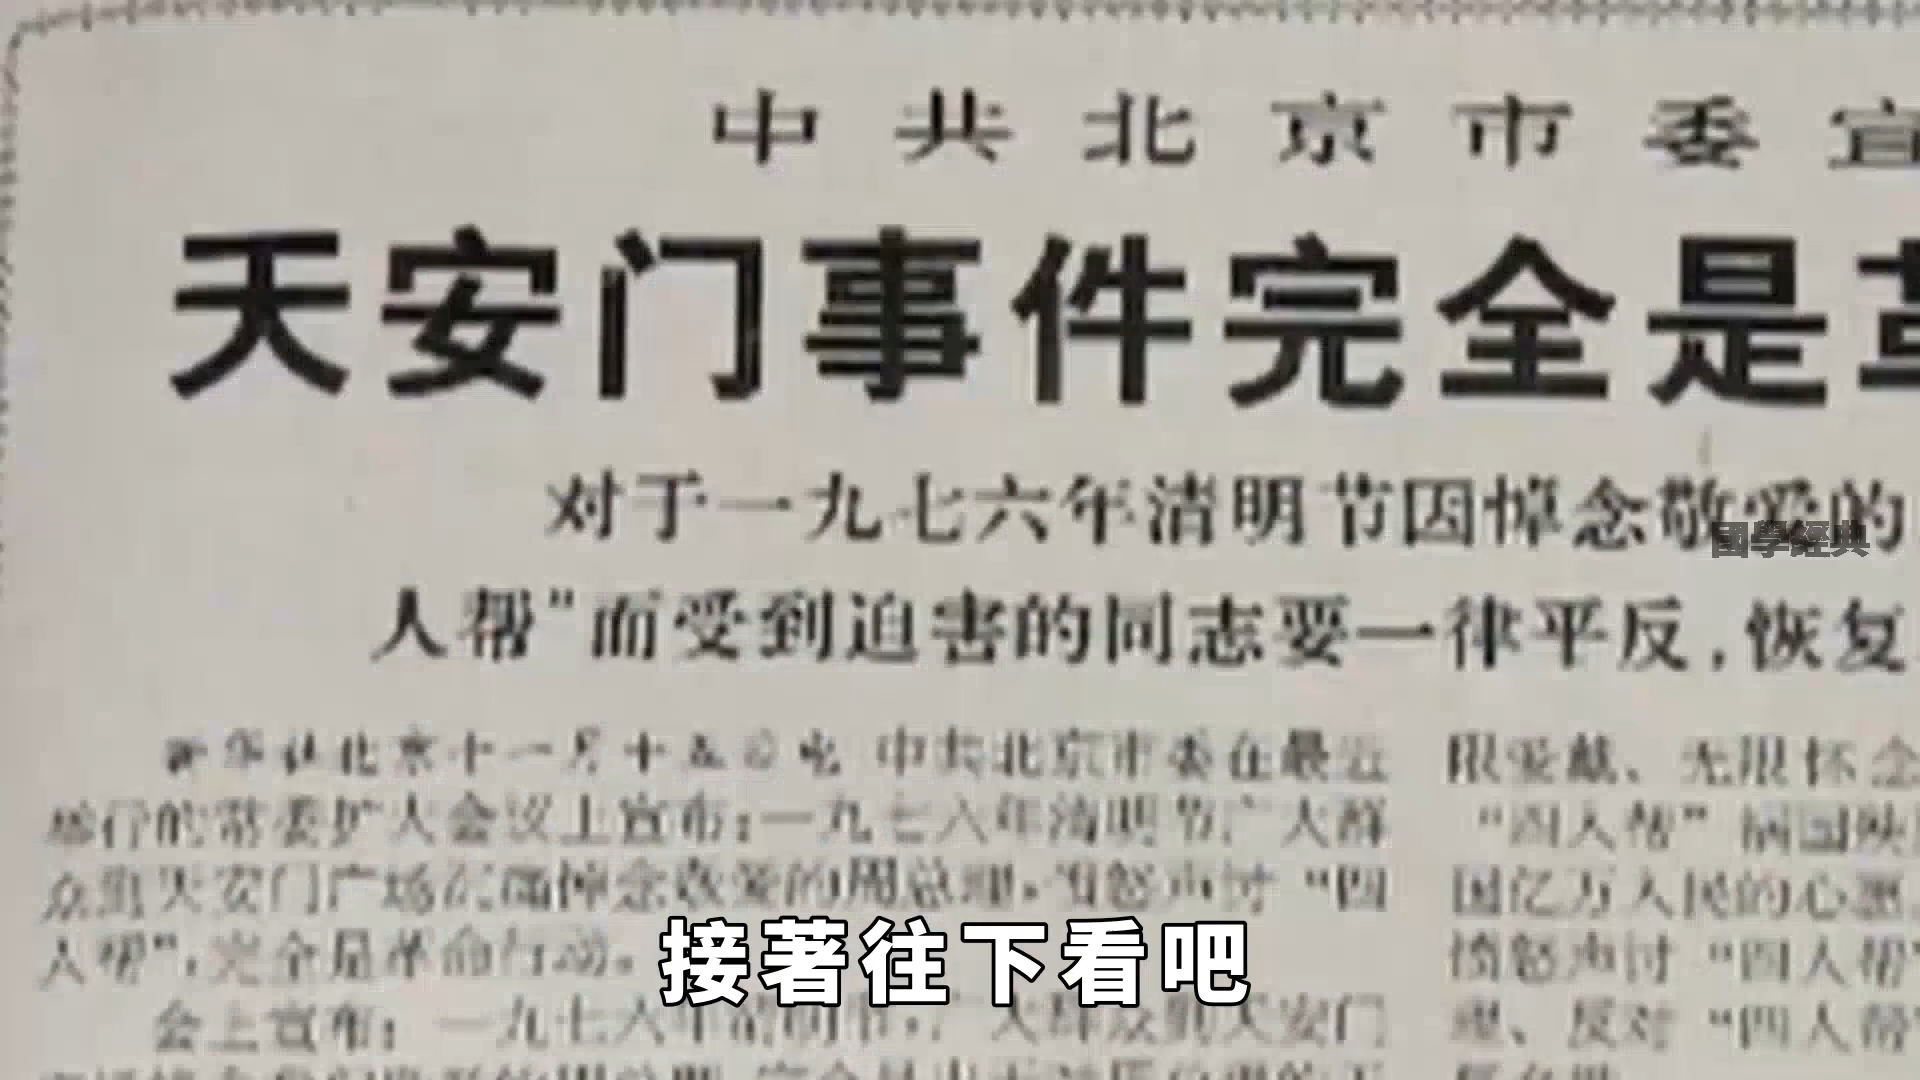 中共北京市委宣
天安门事件完全是革
对于一九七六年清明节因悼念敬爱的
國學經典
人帮"而受到迫害的同志要一律平反,恢复
新华社北京十一月十五日电 中共北京市委在最近
举行的常委扩大会议上宣布:一九七六年清明节广大群
众到天安门广场沉痛悼念敬爱的周总理,愤怒声讨"四
人帮",完全是革命行动。
会上宣布:一九七六年清明节,广大群众到天安门
限爱戴、无限怀念
"四人帮"祸国殃
国亿万人民的心愿
愤怒声讨"四人帮"
理、反对"四人帮
接著往下看吧